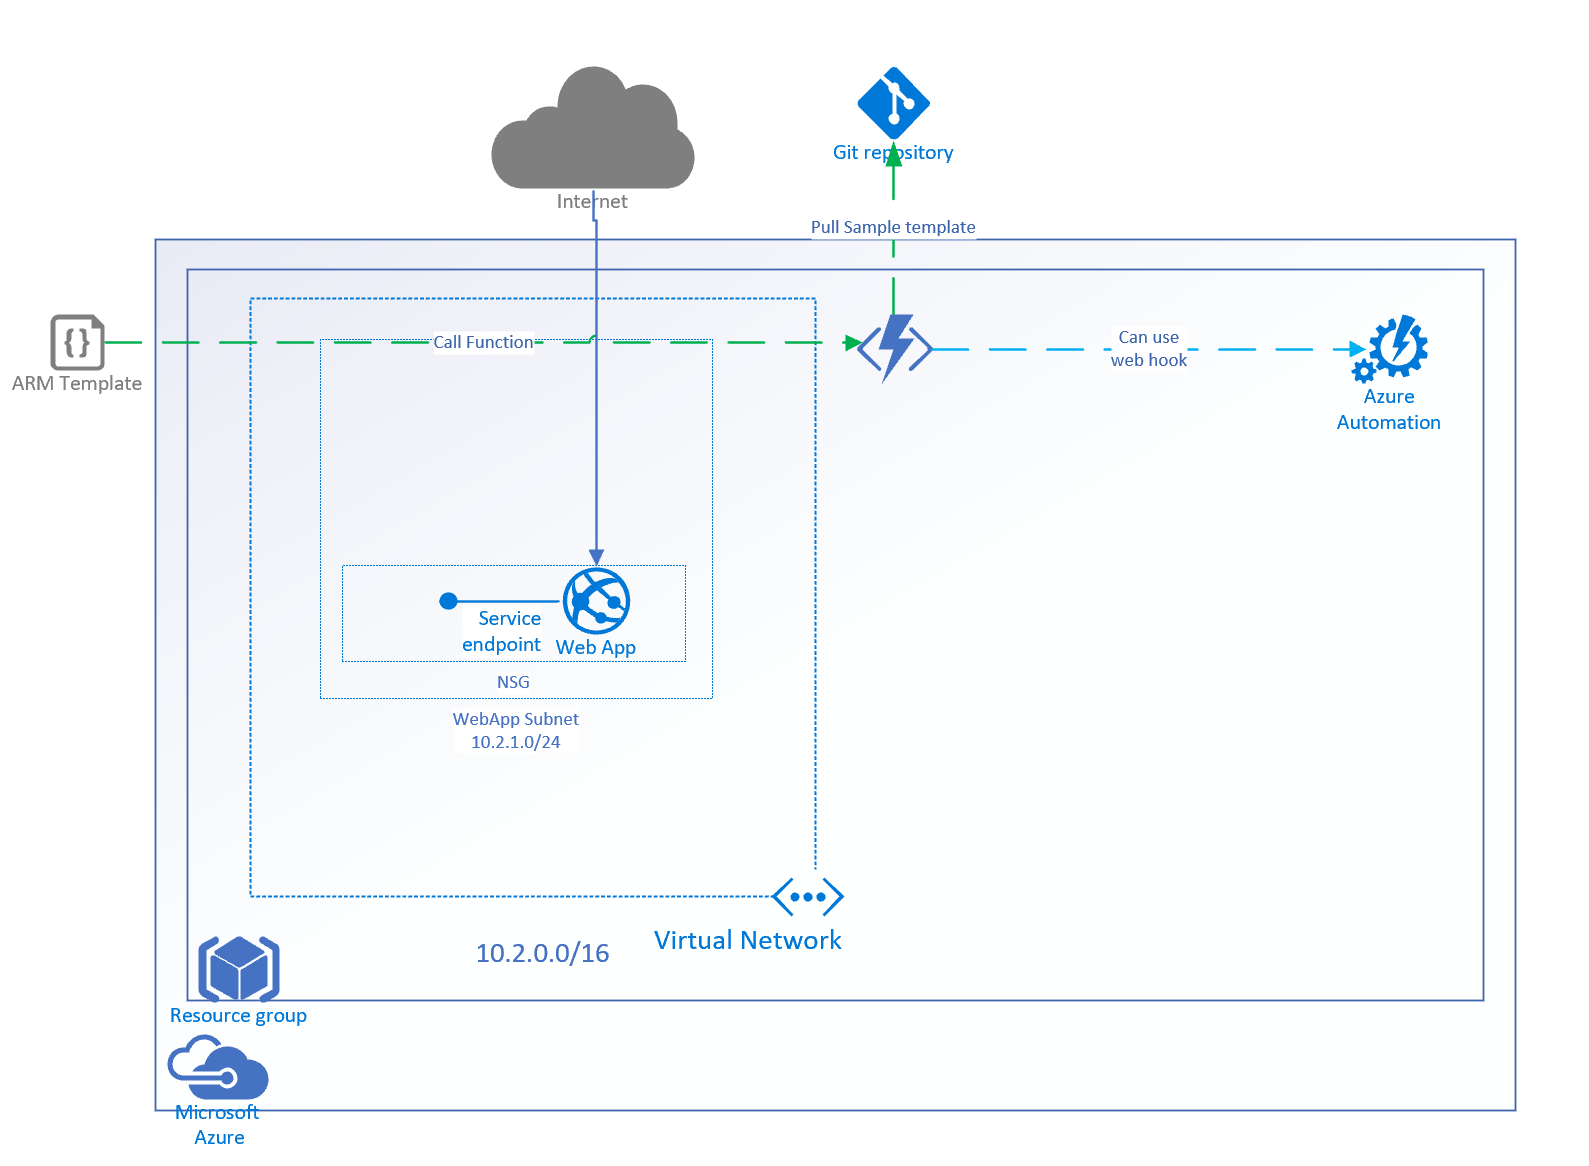 Internet
Git repository
Pull Sample template
ARM Template
Call Function
Can use
web hook
Azure
Automation
Service
endpoint
Web App
NSG
WebApp Subnet
10.2.1.0/24
Virtual Network
10.2.0.0/16
Resource group
Microsoft
Azure